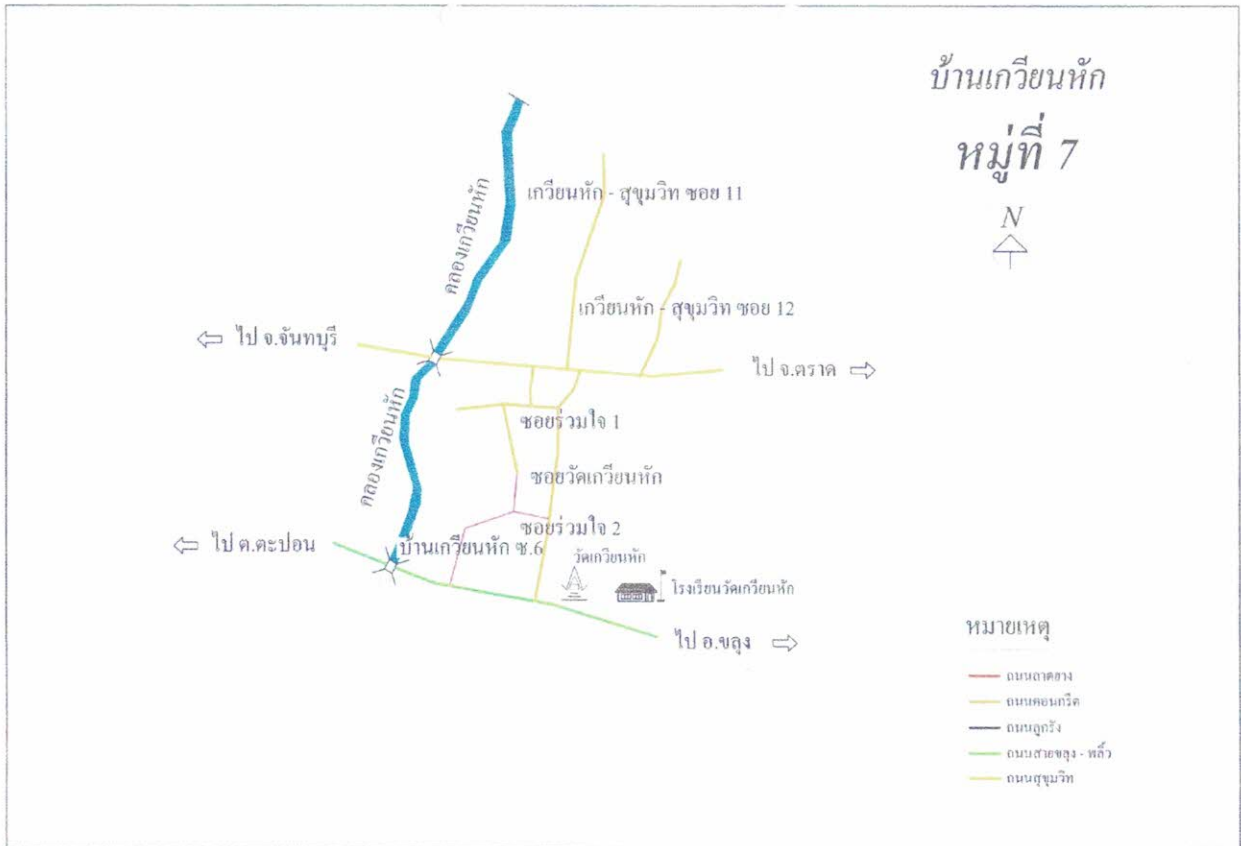 บ้านเกวียนหัก
หมู่ที่ 7
N
เกวียนหัก - สุขุมวิท ซอย 11
คลองเกวียนหัก
เกวียนหัก - สุขุมวิท ซอย 12
ไป จ.จันทบุรี
ไป จ.ตราด
คลองเกวียนหัก
ซอยร่วมใจ 1
ซอยวัดเกวียนหัก
ซอยร่วมใจ 2
ไป ต.ตะปอน
บ้านเกวียนหัก ซ.6
วัดเกวียนหัก
โรงเรียนวัดเกวียนหัก
ไป อ.ขลุง
หมายเหตุ
ถนนลาดยาง
ถนนคอนกรีต
ถนนลูกรัง
ถนนสายขลุง - พลิ้ว
ถนนสุขุมวิท